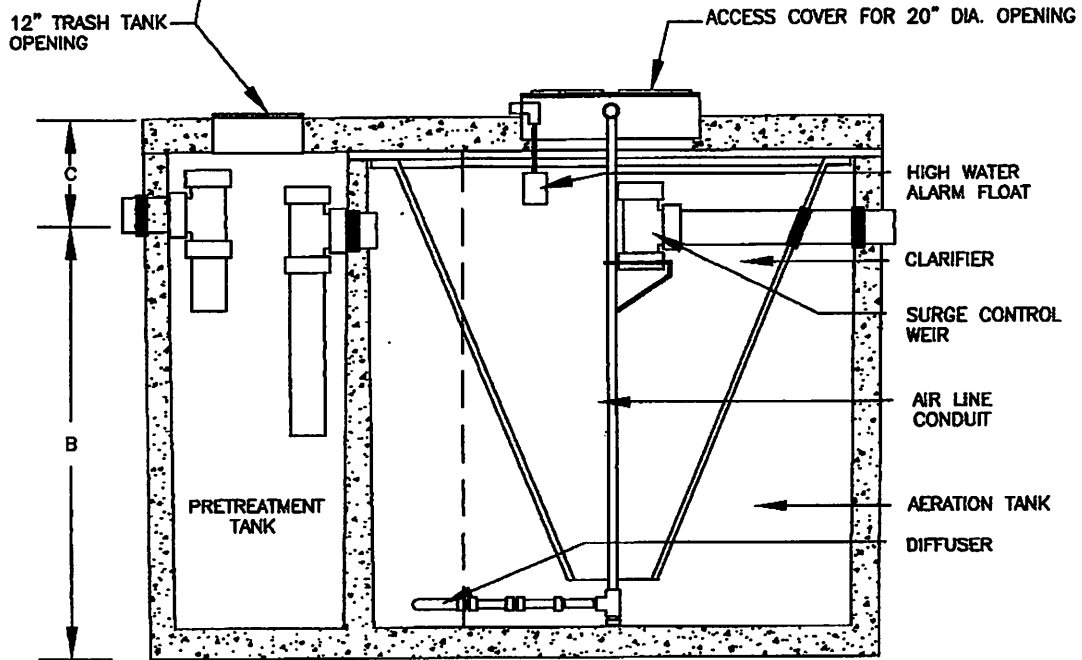 12" TRASH TANK
OPENING
ACCESS COVER FOR 20" DIA. OPENING
C
HIGH WATER
ALARM FLOAT
CLARIFIER
SURGE CONTROL
WEIR
AIR LINE
CONDUIT
B
PRETREATMENT
TANK
AERATION TANK
DIFFUSER